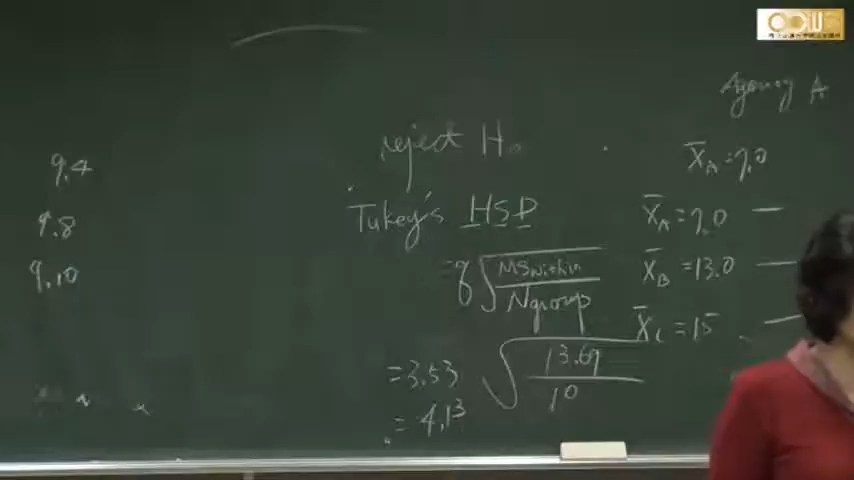 9.4
9.8
9.10
reject H₀
Tukey's HSD
= q √ MSwithin / Ngroup
= 3.53 √ 13.69 / 10
= 4.13
Agency A
X̄A = 7.0
X̄A = 7.0 —
X̄B = 13.0 —
X̄C = 15 —